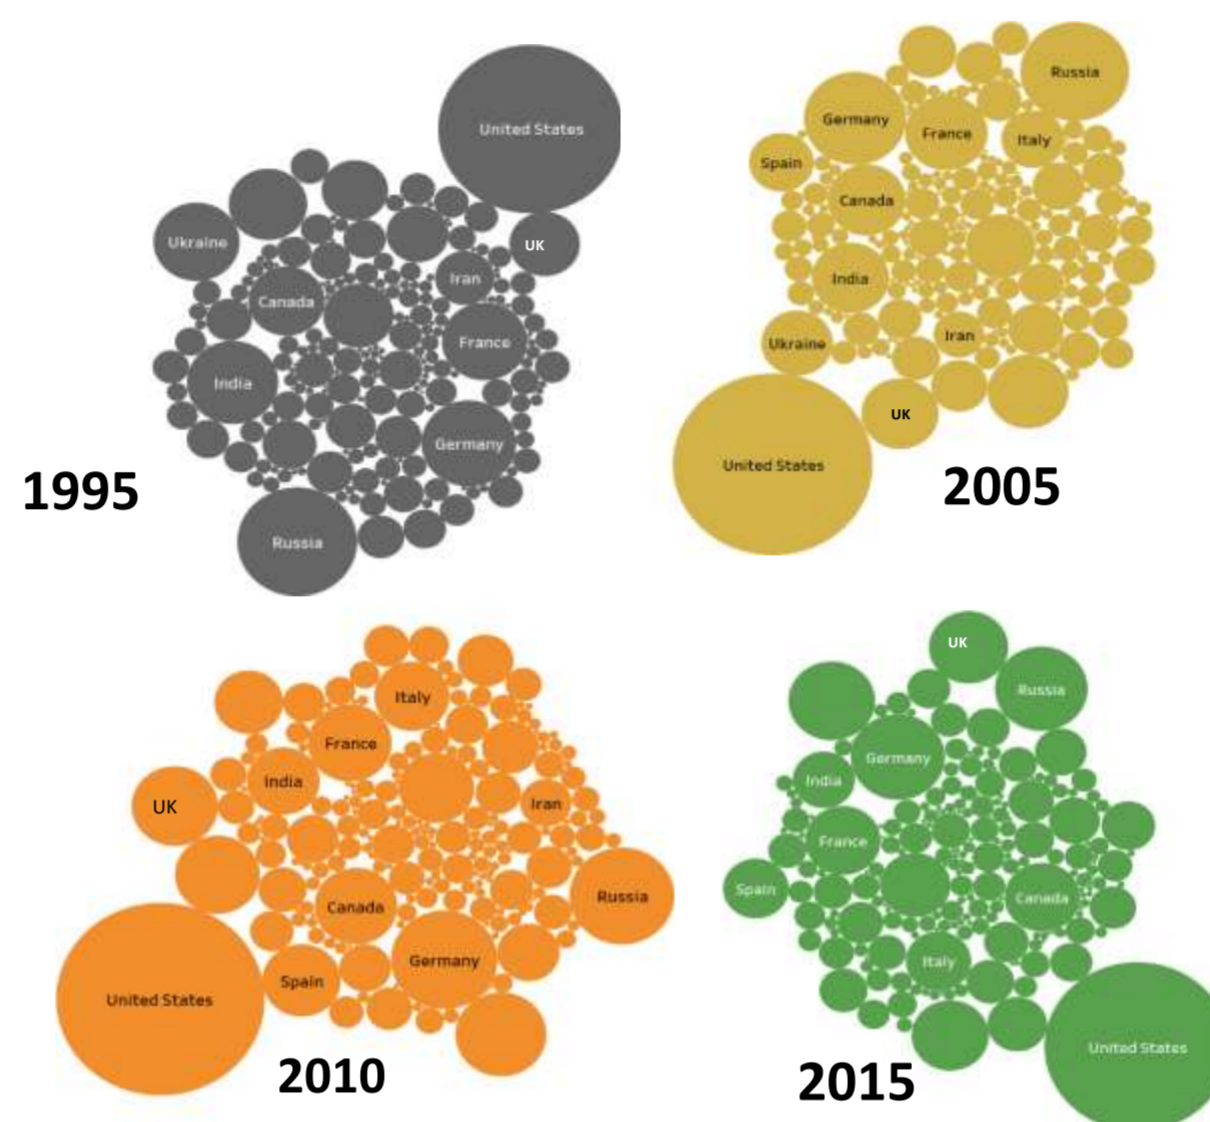 United States
Ukraine
UK
Iran
Canada
France
India
Germany
1995
Russia
Russia
Germany
France
Italy
Spain
Canada
India
Iran
Ukraine
UK
United States
2005
Italy
France
India
UK
Iran
Russia
Canada
Germany
Spain
United States
2010
UK
Russia
Germany
India
France
Spain
Canada
Italy
United States
2015